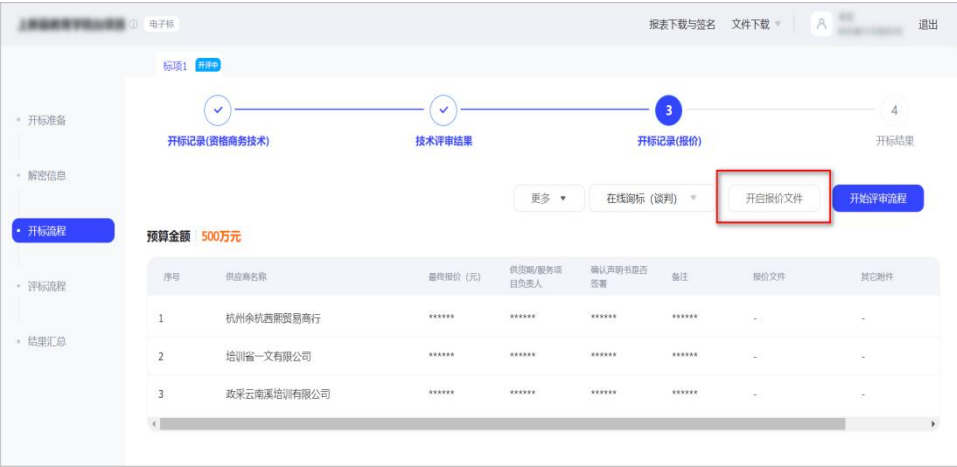 电子标
报表下载与签名 文件下载 退出
标项1 开评中
3 4
开标记录(资格商务技术) 技术评审结果 开标记录(报价) 开标结果
开标准备
解密信息
开标流程
评标流程
结果汇总
更多 在线询标（谈判） 开启报价文件 开始评审流程
预算金额 500万元
序号 供应商名称 最终报价（元） 供货期/服务项目负责人 确认声明书是否签署 备注 报价文件 其它附件
1 杭州余杭茜熙贸易商行 ****** ****** ****** ****** - -
2 培训省一文有限公司 ****** ****** ****** ****** - -
3 政采云南溪培训有限公司 ****** ****** ****** ****** - -